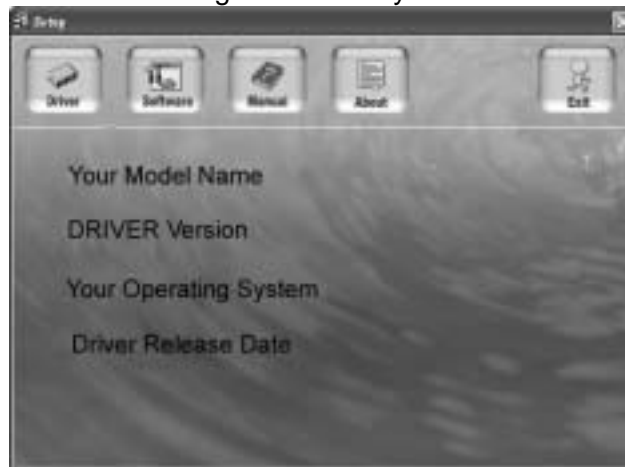 Setup
Driver Software Manual About Exit
Your Model Name
DRIVER Version
Your Operating System
Driver Release Date